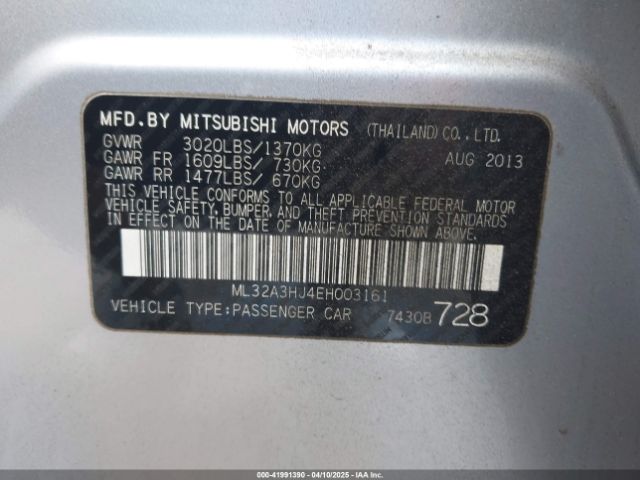 MFD.BY MITSUBISHI MOTORS (THAILAND)CO.,LTD.
GVWR 3020LBS/1370KG AUG 2013
GAWR FR 1609LBS/ 730KG
GAWR RR 1477LBS/ 670KG
THIS VEHICLE CONFORMS TO ALL APPLICABLE FEDERAL MOTOR
VEHICLE SAFETY, BUMPER, AND THEFT PREVENTION STANDARDS
IN EFFECT ON THE DATE OF MANUFACTURE SHOWN ABOVE.
ML32A3HJ4EH003161
VEHICLE TYPE:PASSENGER CAR 7430B 728
000-41991390 - 04/10/2025 - IAAI.COM